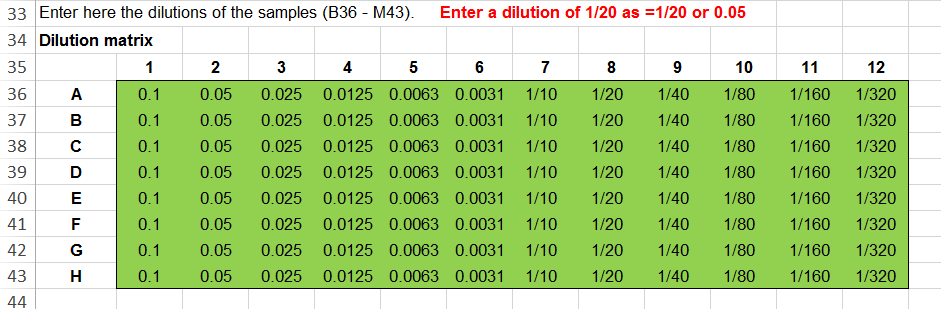 33 Enter here the dilutions of the samples (B36 - M43). Enter a dilution of 1/20 as =1/20 or 0.05
34 Dilution matrix
35 1 2 3 4 5 6 7 8 9 10 11 12
36 A 0.1 0.05 0.025 0.0125 0.0063 0.0031 1/10 1/20 1/40 1/80 1/160 1/320
37 B 0.1 0.05 0.025 0.0125 0.0063 0.0031 1/10 1/20 1/40 1/80 1/160 1/320
38 C 0.1 0.05 0.025 0.0125 0.0063 0.0031 1/10 1/20 1/40 1/80 1/160 1/320
39 D 0.1 0.05 0.025 0.0125 0.0063 0.0031 1/10 1/20 1/40 1/80 1/160 1/320
40 E 0.1 0.05 0.025 0.0125 0.0063 0.0031 1/10 1/20 1/40 1/80 1/160 1/320
41 F 0.1 0.05 0.025 0.0125 0.0063 0.0031 1/10 1/20 1/40 1/80 1/160 1/320
42 G 0.1 0.05 0.025 0.0125 0.0063 0.0031 1/10 1/20 1/40 1/80 1/160 1/320
43 H 0.1 0.05 0.025 0.0125 0.0063 0.0031 1/10 1/20 1/40 1/80 1/160 1/320
44